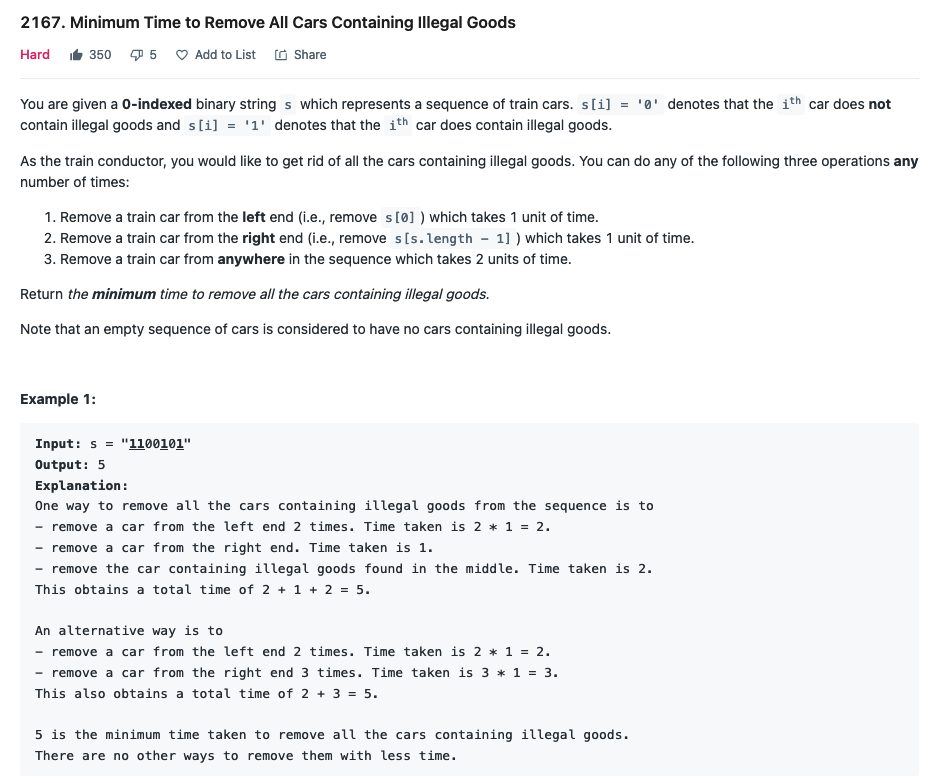 2167. Minimum Time to Remove All Cars Containing Illegal Goods
Hard 350 5 Add to List Share
You are given a 0-indexed binary string s which represents a sequence of train cars. s[i] = '0' denotes that the ith car does not
contain illegal goods and s[i] = '1' denotes that the ith car does contain illegal goods.
As the train conductor, you would like to get rid of all the cars containing illegal goods. You can do any of the following three operations any
number of times:
1. Remove a train car from the left end (i.e., remove s[0] ) which takes 1 unit of time.
2. Remove a train car from the right end (i.e., remove s[s.length - 1] ) which takes 1 unit of time.
3. Remove a train car from anywhere in the sequence which takes 2 units of time.
Return the minimum time to remove all the cars containing illegal goods.
Note that an empty sequence of cars is considered to have no cars containing illegal goods.
Example 1:
Input: s = "1100101"
Output: 5
Explanation:
One way to remove all the cars containing illegal goods from the sequence is to
- remove a car from the left end 2 times. Time taken is 2 * 1 = 2.
- remove a car from the right end. Time taken is 1.
- remove the car containing illegal goods found in the middle. Time taken is 2.
This obtains a total time of 2 + 1 + 2 = 5.
An alternative way is to
- remove a car from the left end 2 times. Time taken is 2 * 1 = 2.
- remove a car from the right end 3 times. Time taken is 3 * 1 = 3.
This also obtains a total time of 2 + 3 = 5.
5 is the minimum time taken to remove all the cars containing illegal goods.
There are no other ways to remove them with less time.